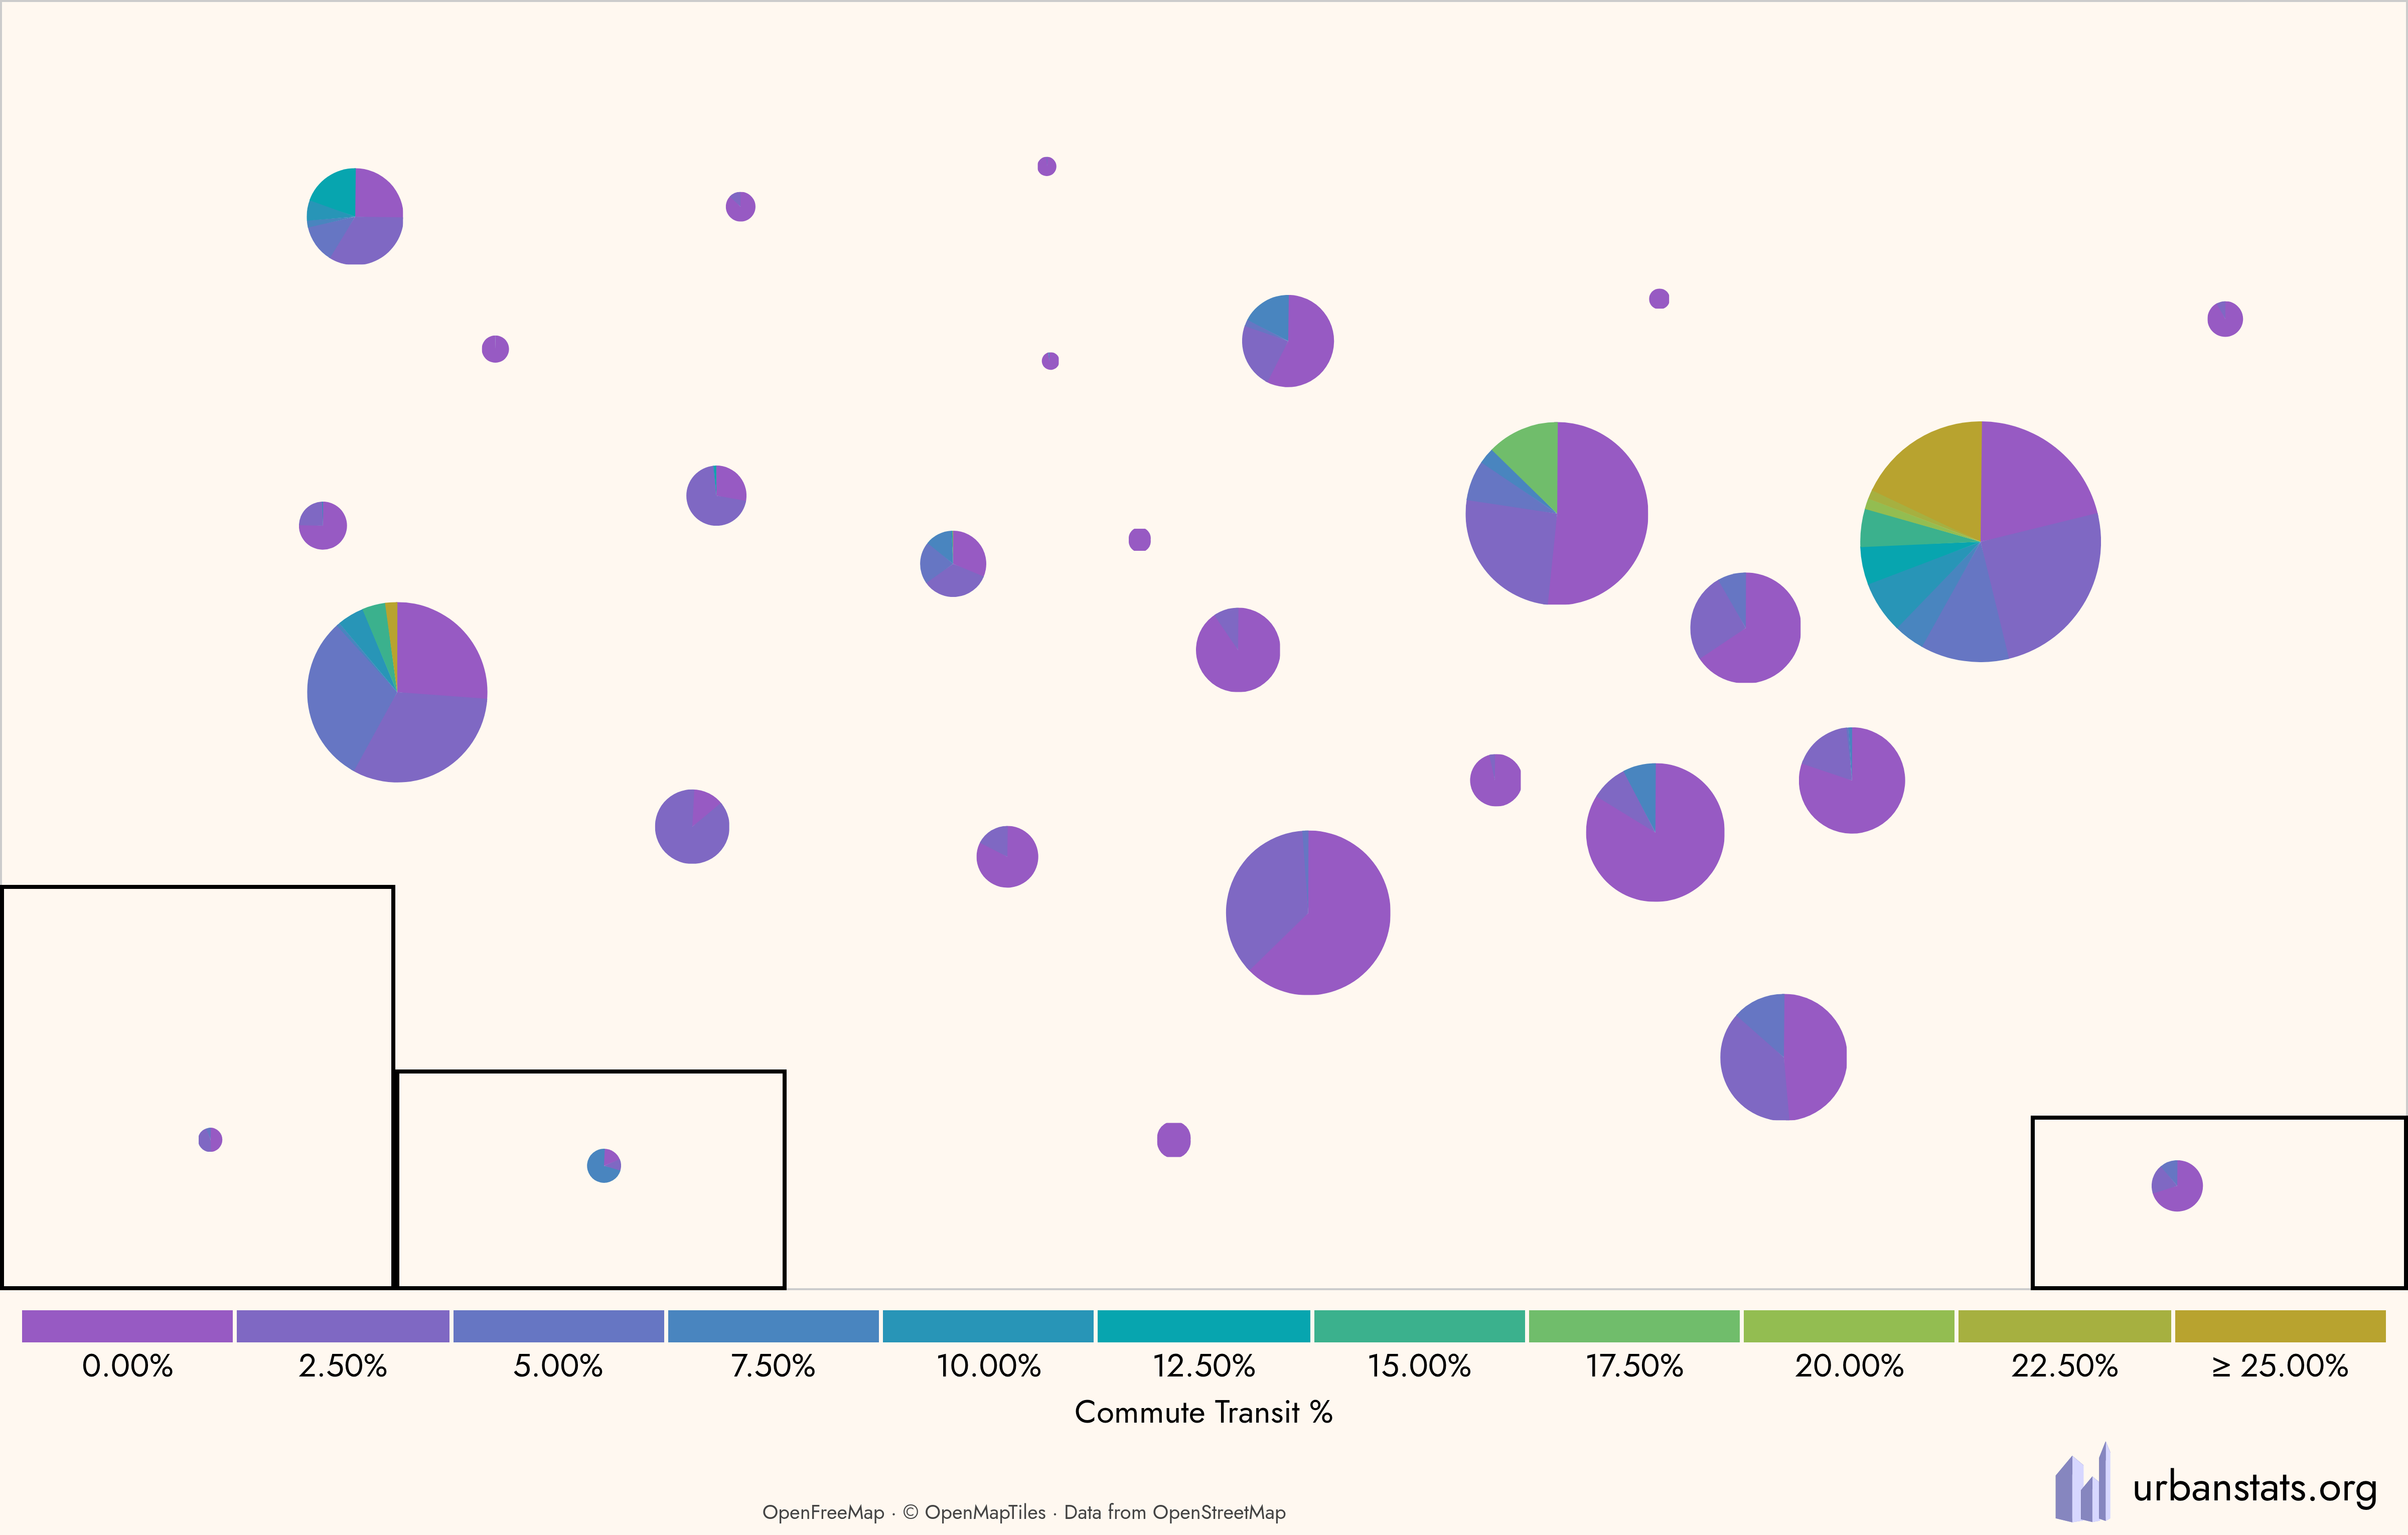 0.00% 2.50% 5.00% 7.50% 10.00% 12.50% 15.00% 17.50% 20.00% 22.50% ≥ 25.00%
Commute Transit %
urbanstats.org
OpenFreeMap · © OpenMapTiles · Data from OpenStreetMap